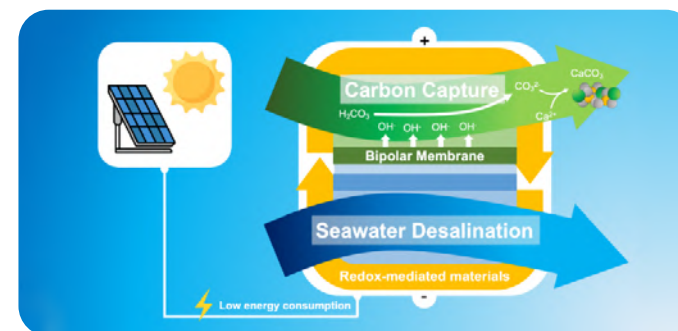 +
Carbon Capture
CO₃²⁻
CaCO₃
H₂CO₃
Ca²⁺
OH⁻ OH⁻ OH⁻ OH⁻
Bipolar Membrane
Seawater Desalination
Redox-mediated materials
-
Low energy consumption